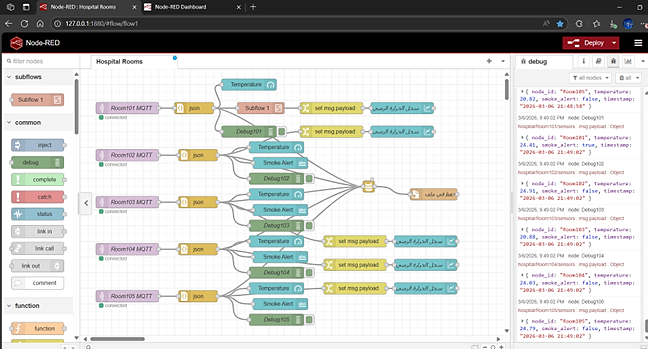 Node-RED : Hospital Rooms
Node-RED Dashboard
127.0.0.1:1880/#flow/flow1
Node-RED
Deploy
filter nodes
Hospital Rooms
debug
all nodes
all
subflows
Subflow 1
common
inject
debug
complete
catch
status
link in
link call
link out
comment
function
function
Temperature
Room101 MQTT
connected
json
Subflow 1
set msg.payload
Debug101
set msg.payload
Room102 MQTT
connected
json
Temperature
Smoke Alert
Debug102
Room103 MQTT
connected
json
Temperature
Smoke Alert
Debug103
Room104 MQTT
connected
json
Temperature
Smoke Alert
Debug104
set msg.payload
set msg.payload
Room105 MQTT
connected
json
Temperature
Smoke Alert
Debug105
set msg.payload
{ node_id: "Room105", temperature:
20.82, smoke_alert: false, timestamp:
"2026-03-06 21:48:58" }
3/6/2026, 9:49:02 PM node: Debug101
hospital/Room101/sensors : msg.payload : Object
{ node_id: "Room101", temperature:
24.41, smoke_alert: true, timestamp:
"2026-03-06 21:49:02" }
3/6/2026, 9:49:02 PM node: Debug102
hospital/Room102/sensors : msg.payload : Object
{ node_id: "Room102", temperature:
24.91, smoke_alert: false, timestamp:
"2026-03-06 21:49:02" }
3/6/2026, 9:49:02 PM node: Debug103
hospital/Room103/sensors : msg.payload : Object
{ node_id: "Room103", temperature:
20.88, smoke_alert: false, timestamp:
"2026-03-06 21:49:02" }
3/6/2026, 9:49:02 PM node: Debug104
hospital/Room104/sensors : msg.payload : Object
{ node_id: "Room104", temperature:
24.03, smoke_alert: false, timestamp:
"2026-03-06 21:49:02" }
3/6/2026, 9:49:02 PM node: Debug105
hospital/Room105/sensors : msg.payload : Object
{ node_id: "Room105", temperature:
24.79, smoke_alert: false, timestamp:
"2026-03-06 21:49:02" }